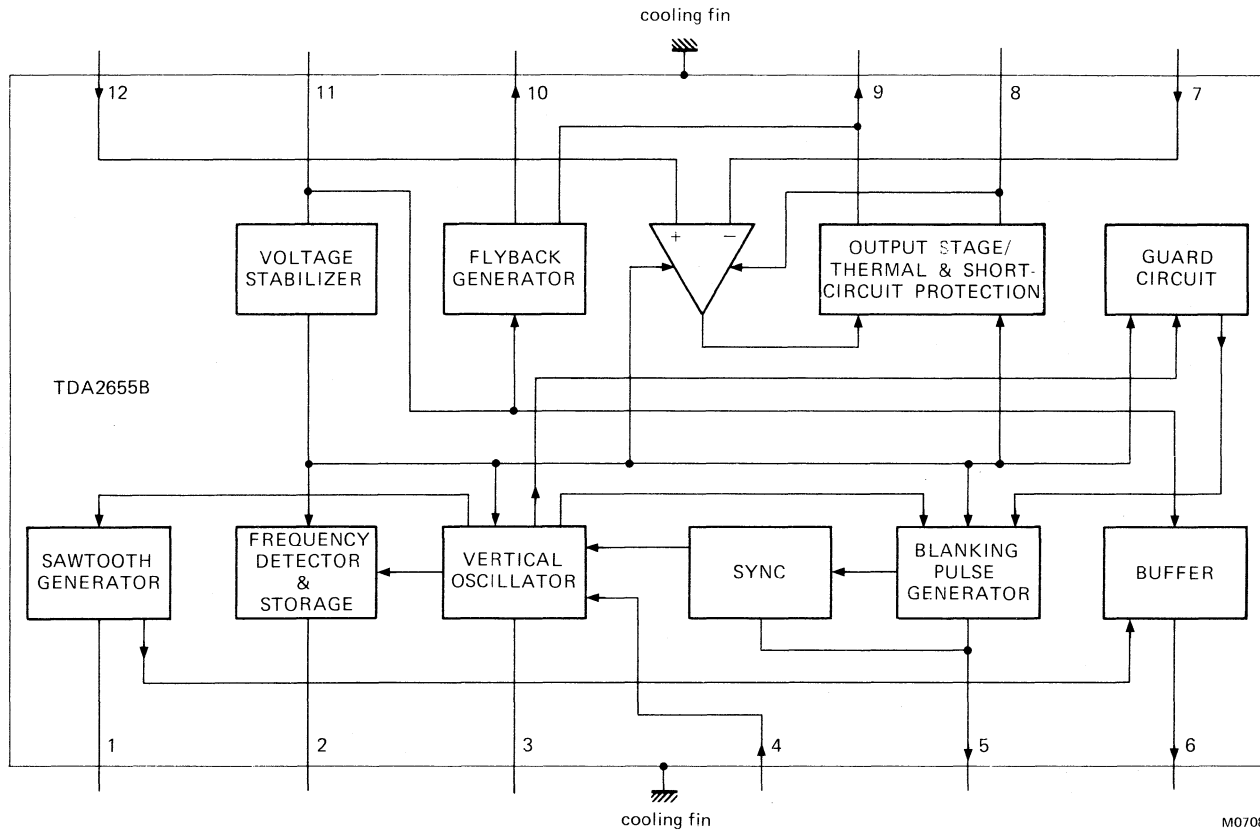 cooling fin
12
11
10
9
8
7
+
−
VOLTAGE
STABILIZER
FLYBACK
GENERATOR
OUTPUT STAGE/
THERMAL & SHORT-
CIRCUIT PROTECTION
GUARD
CIRCUIT
TDA2655B
SAWTOOTH
GENERATOR
FREQUENCY
DETECTOR
&
STORAGE
VERTICAL
OSCILLATOR
SYNC
BLANKING
PULSE
GENERATOR
BUFFER
1
2
3
4
5
6
cooling fin